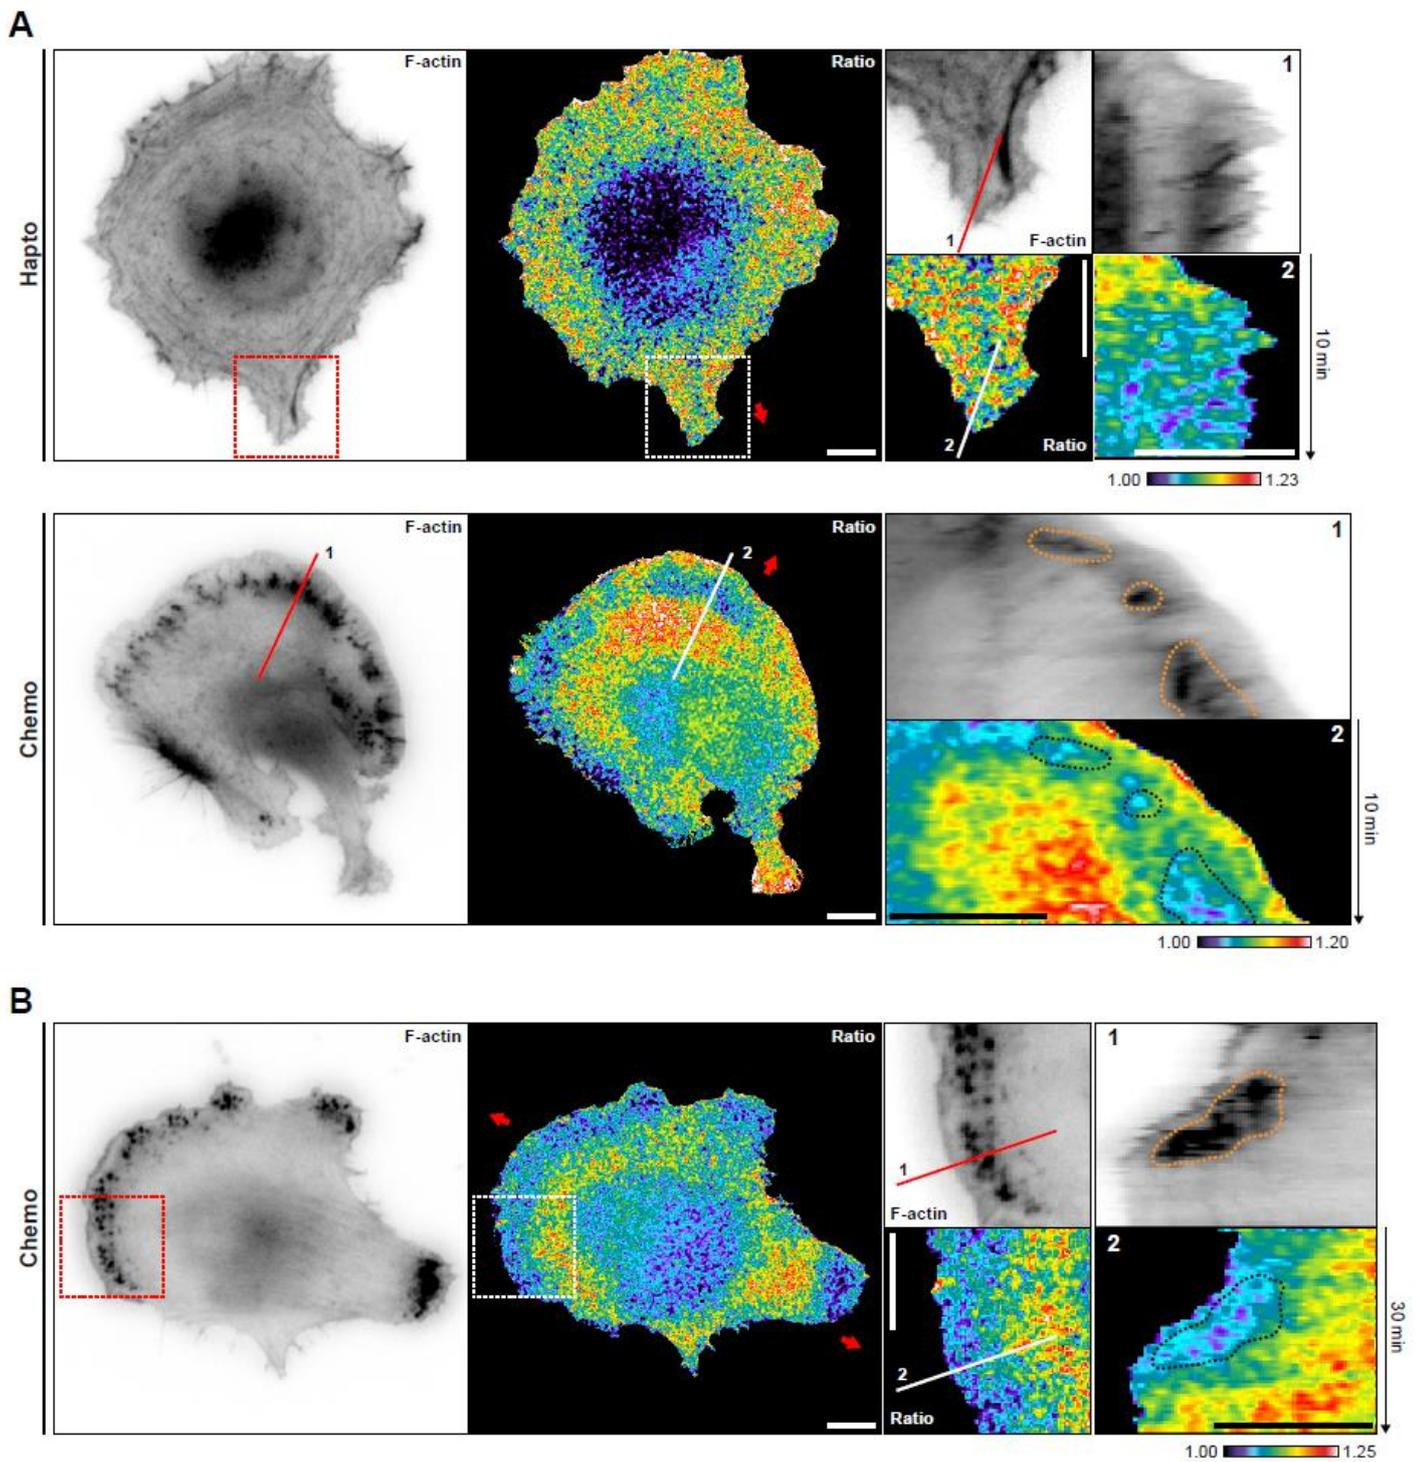 A
Hapto
F-actin
Ratio
1
F-actin
1
2
Ratio
2
10 min
1.00 1.23
Chemo
F-actin
1
Ratio
2
1
2
10 min
1.00 1.20
B
Chemo
F-actin
Ratio
1
F-actin
1
2
Ratio
2
30 min
1.00 1.25